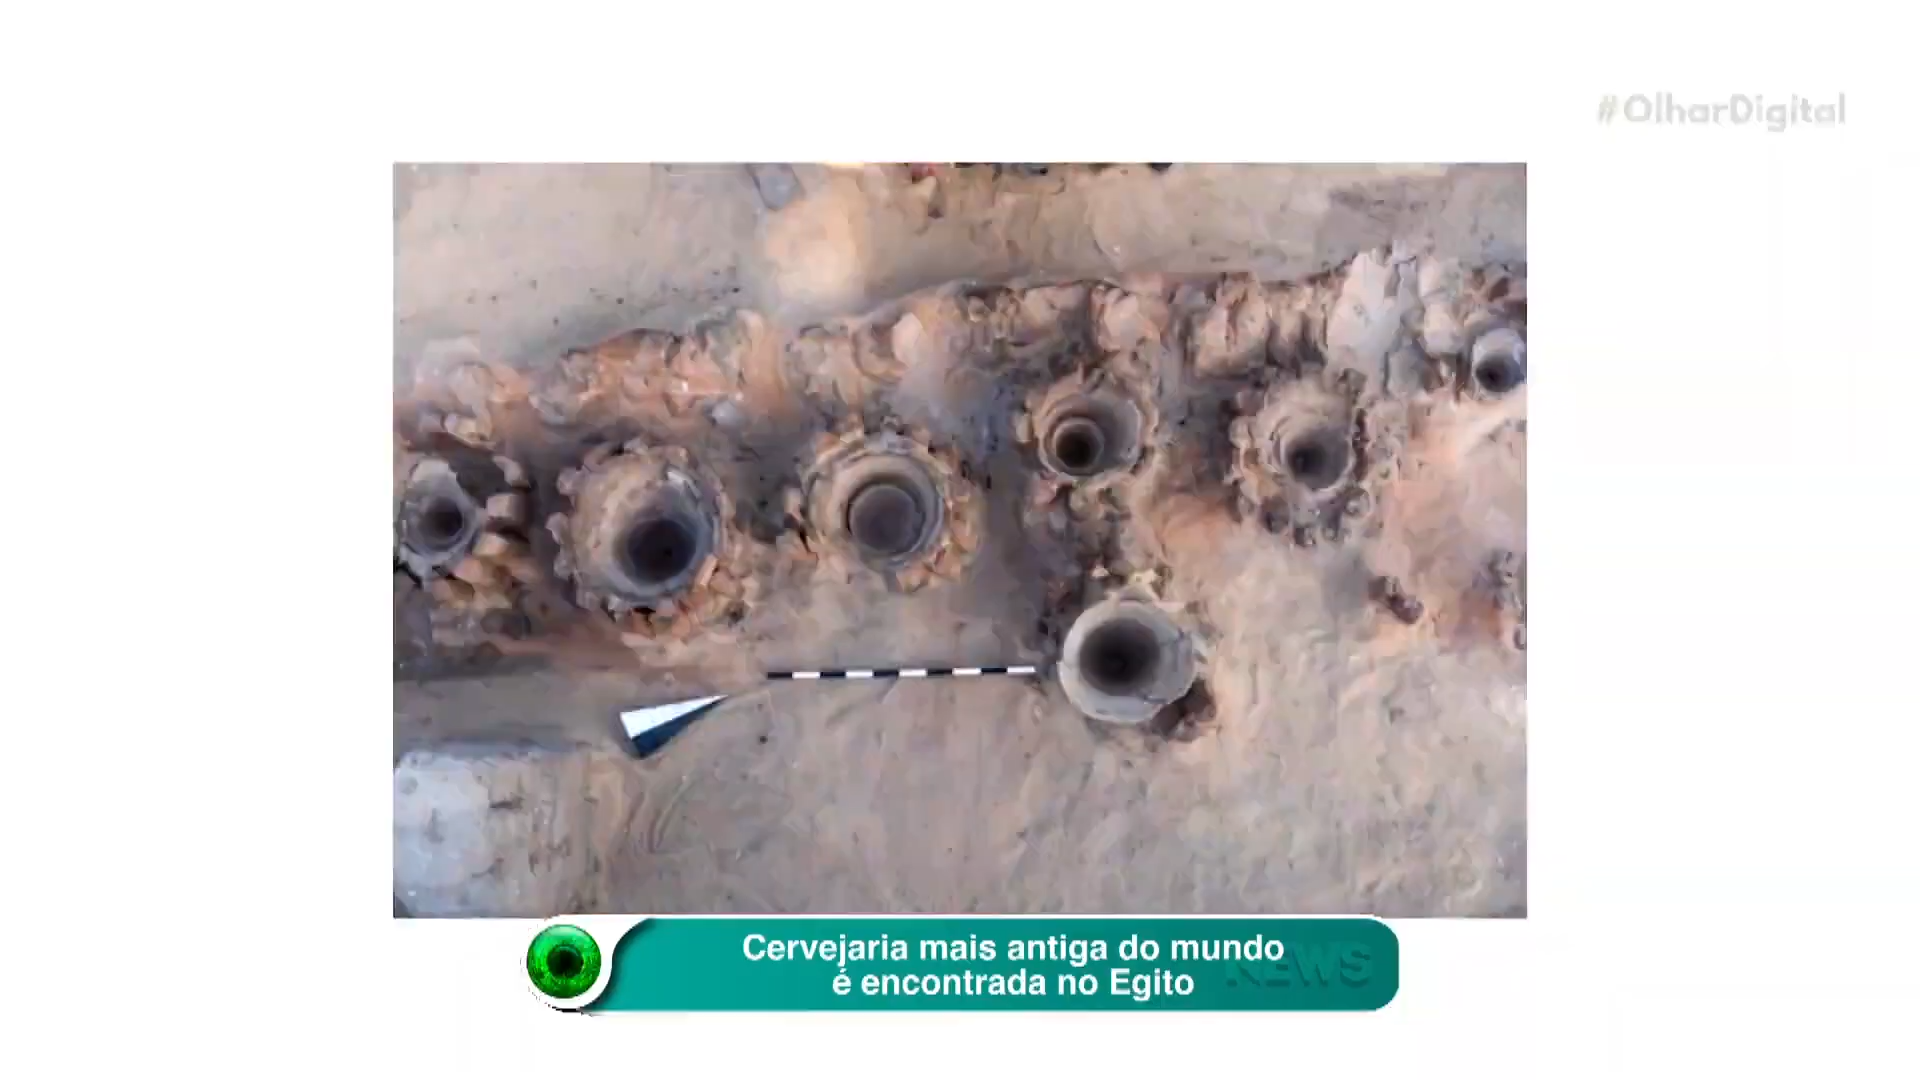 #OlharDigital
Cervejaria mais antiga do mundo
é encontrada no Egito
NEWS